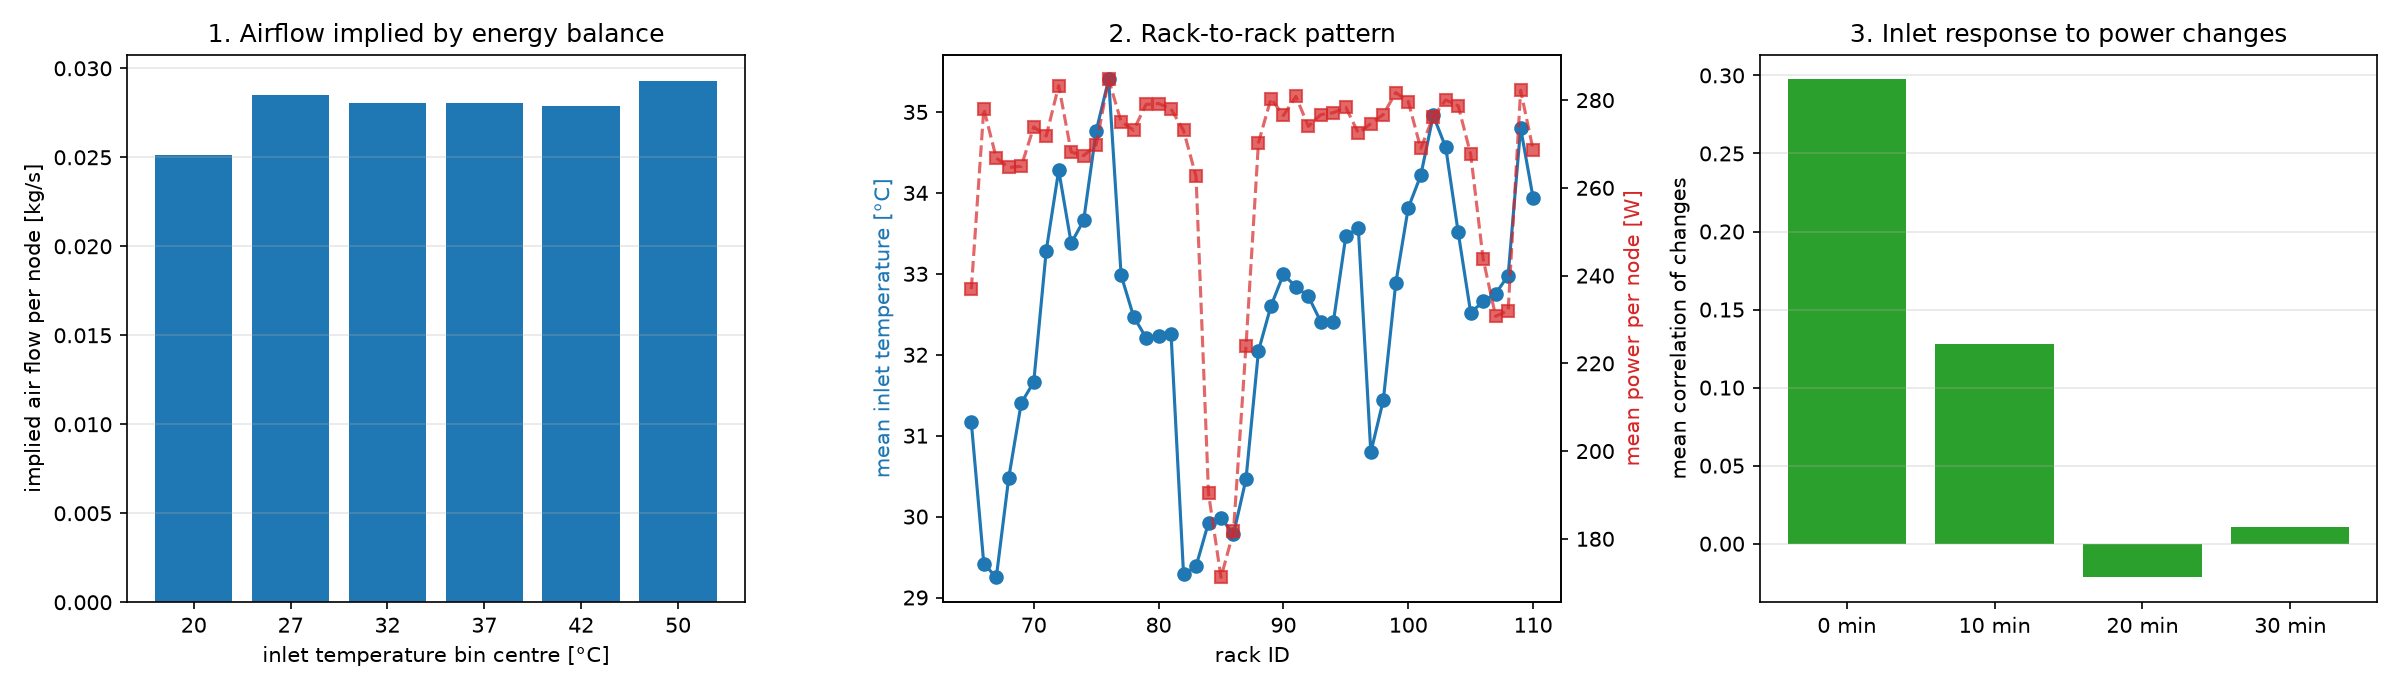 1. Airflow implied by energy balance
implied air flow per node [kg/s]
0.030
0.025
0.020
0.015
0.010
0.005
0.000
20 27 32 37 42 50
inlet temperature bin centre [°C]
2. Rack-to-rack pattern
mean inlet temperature [°C]
35
34
33
32
31
30
29
70 80 90 100 110
rack ID
280
260
240
220
200
180
mean power per node [W]
3. Inlet response to power changes
mean correlation of changes
0.30
0.25
0.20
0.15
0.10
0.05
0.00
0 min 10 min 20 min 30 min